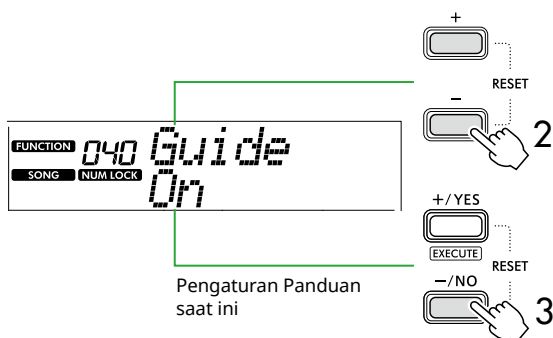 +
RESET
-
2
FUNCTION 040 Guide
SONG NUM LOCK On
+/YES
EXECUTE
RESET
-/NO
3
Pengaturan Panduan
saat ini